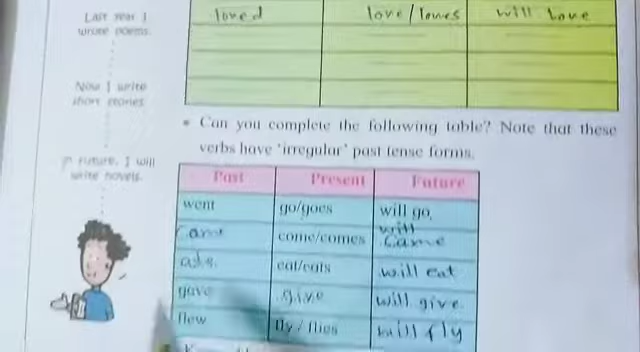 loved love/loves will love
Last year I
wrote poems.
Now I write
short stories
In future, I will
write novels.
* Can you complete the following table? Note that these
verbs have 'irregular' past tense forms.
Past Present Future
went go/goes will go,
came come/comes will came
ate eat/eats will eat
gave give will give
flew fly / flies will fly